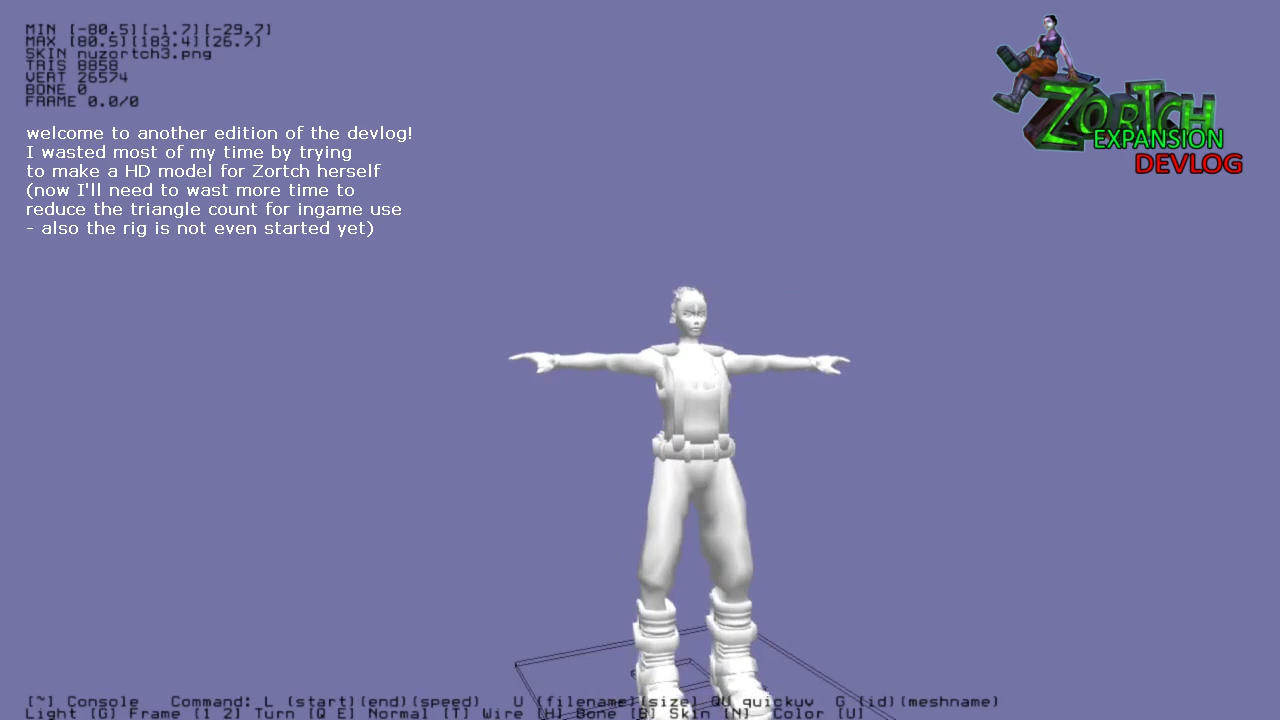 MIN [-80.5][-1.7][-29.7]
MAX [80.5][183.4][26.7]
SKIN nuzortch3.png
TRIS 8858
VERT 26574
BONE 0
FRAME 0.0/0
welcome to another edition of the devlog!
I wasted most of my time by trying
to make a HD model for Zortch herself
(now I'll need to wast more time to
reduce the triangle count for ingame use
- also the rig is not even started yet)
ZORTCH
EXPANSION
DEVLOG
[~] Console Command: L (start)(end)(speed) U (filename)(size) QU quickuv G (id)(meshname)
Light [G] Frame [1 2] Turn [Q E] Normal [T] Wire [H] Bone [B] Skin [N] Color [U]